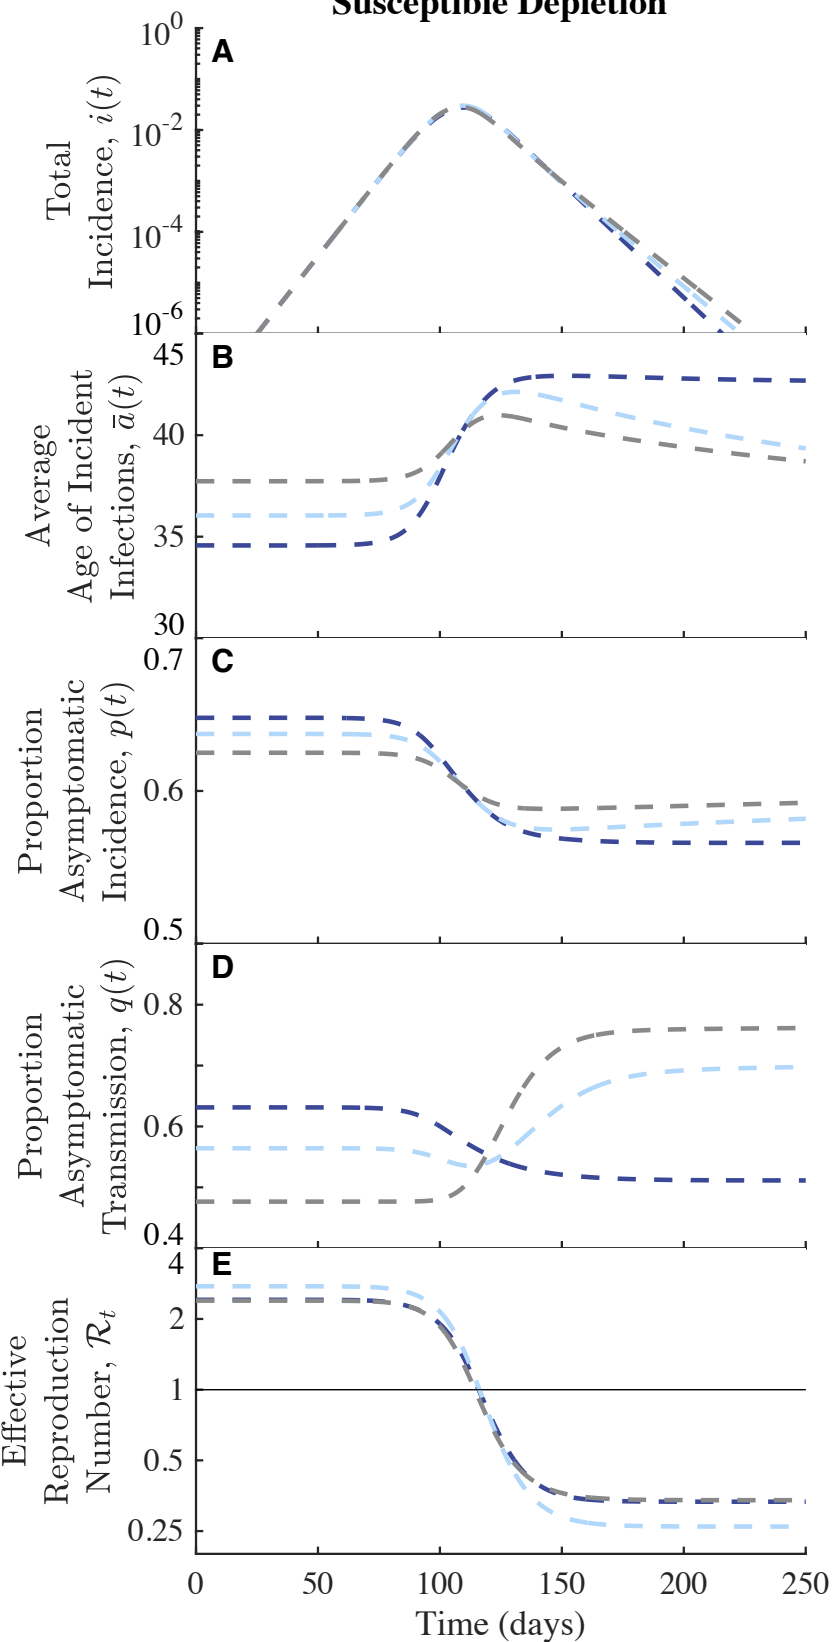 Susceptible Depletion
A
Total
Incidence, i(t)
10^0
10^-2
10^-4
10^-6
B
Average
Age of Incident
Infections, ā(t)
45
40
35
30
C
Proportion
Asymptomatic
Incidence, p(t)
0.7
0.6
0.5
D
Proportion
Asymptomatic
Transmission, q(t)
0.8
0.6
0.4
E
Effective
Reproduction
Number, ℛ_t
4
2
1
0.5
0.25
0 50 100 150 200 250
Time (days)